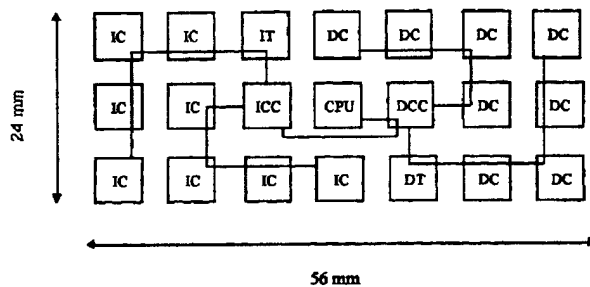 IC IC IT DC DC DC DC
24 mm
IC IC ICC CPU DCC DC DC
IC IC IC IC DT DC DC
56 mm